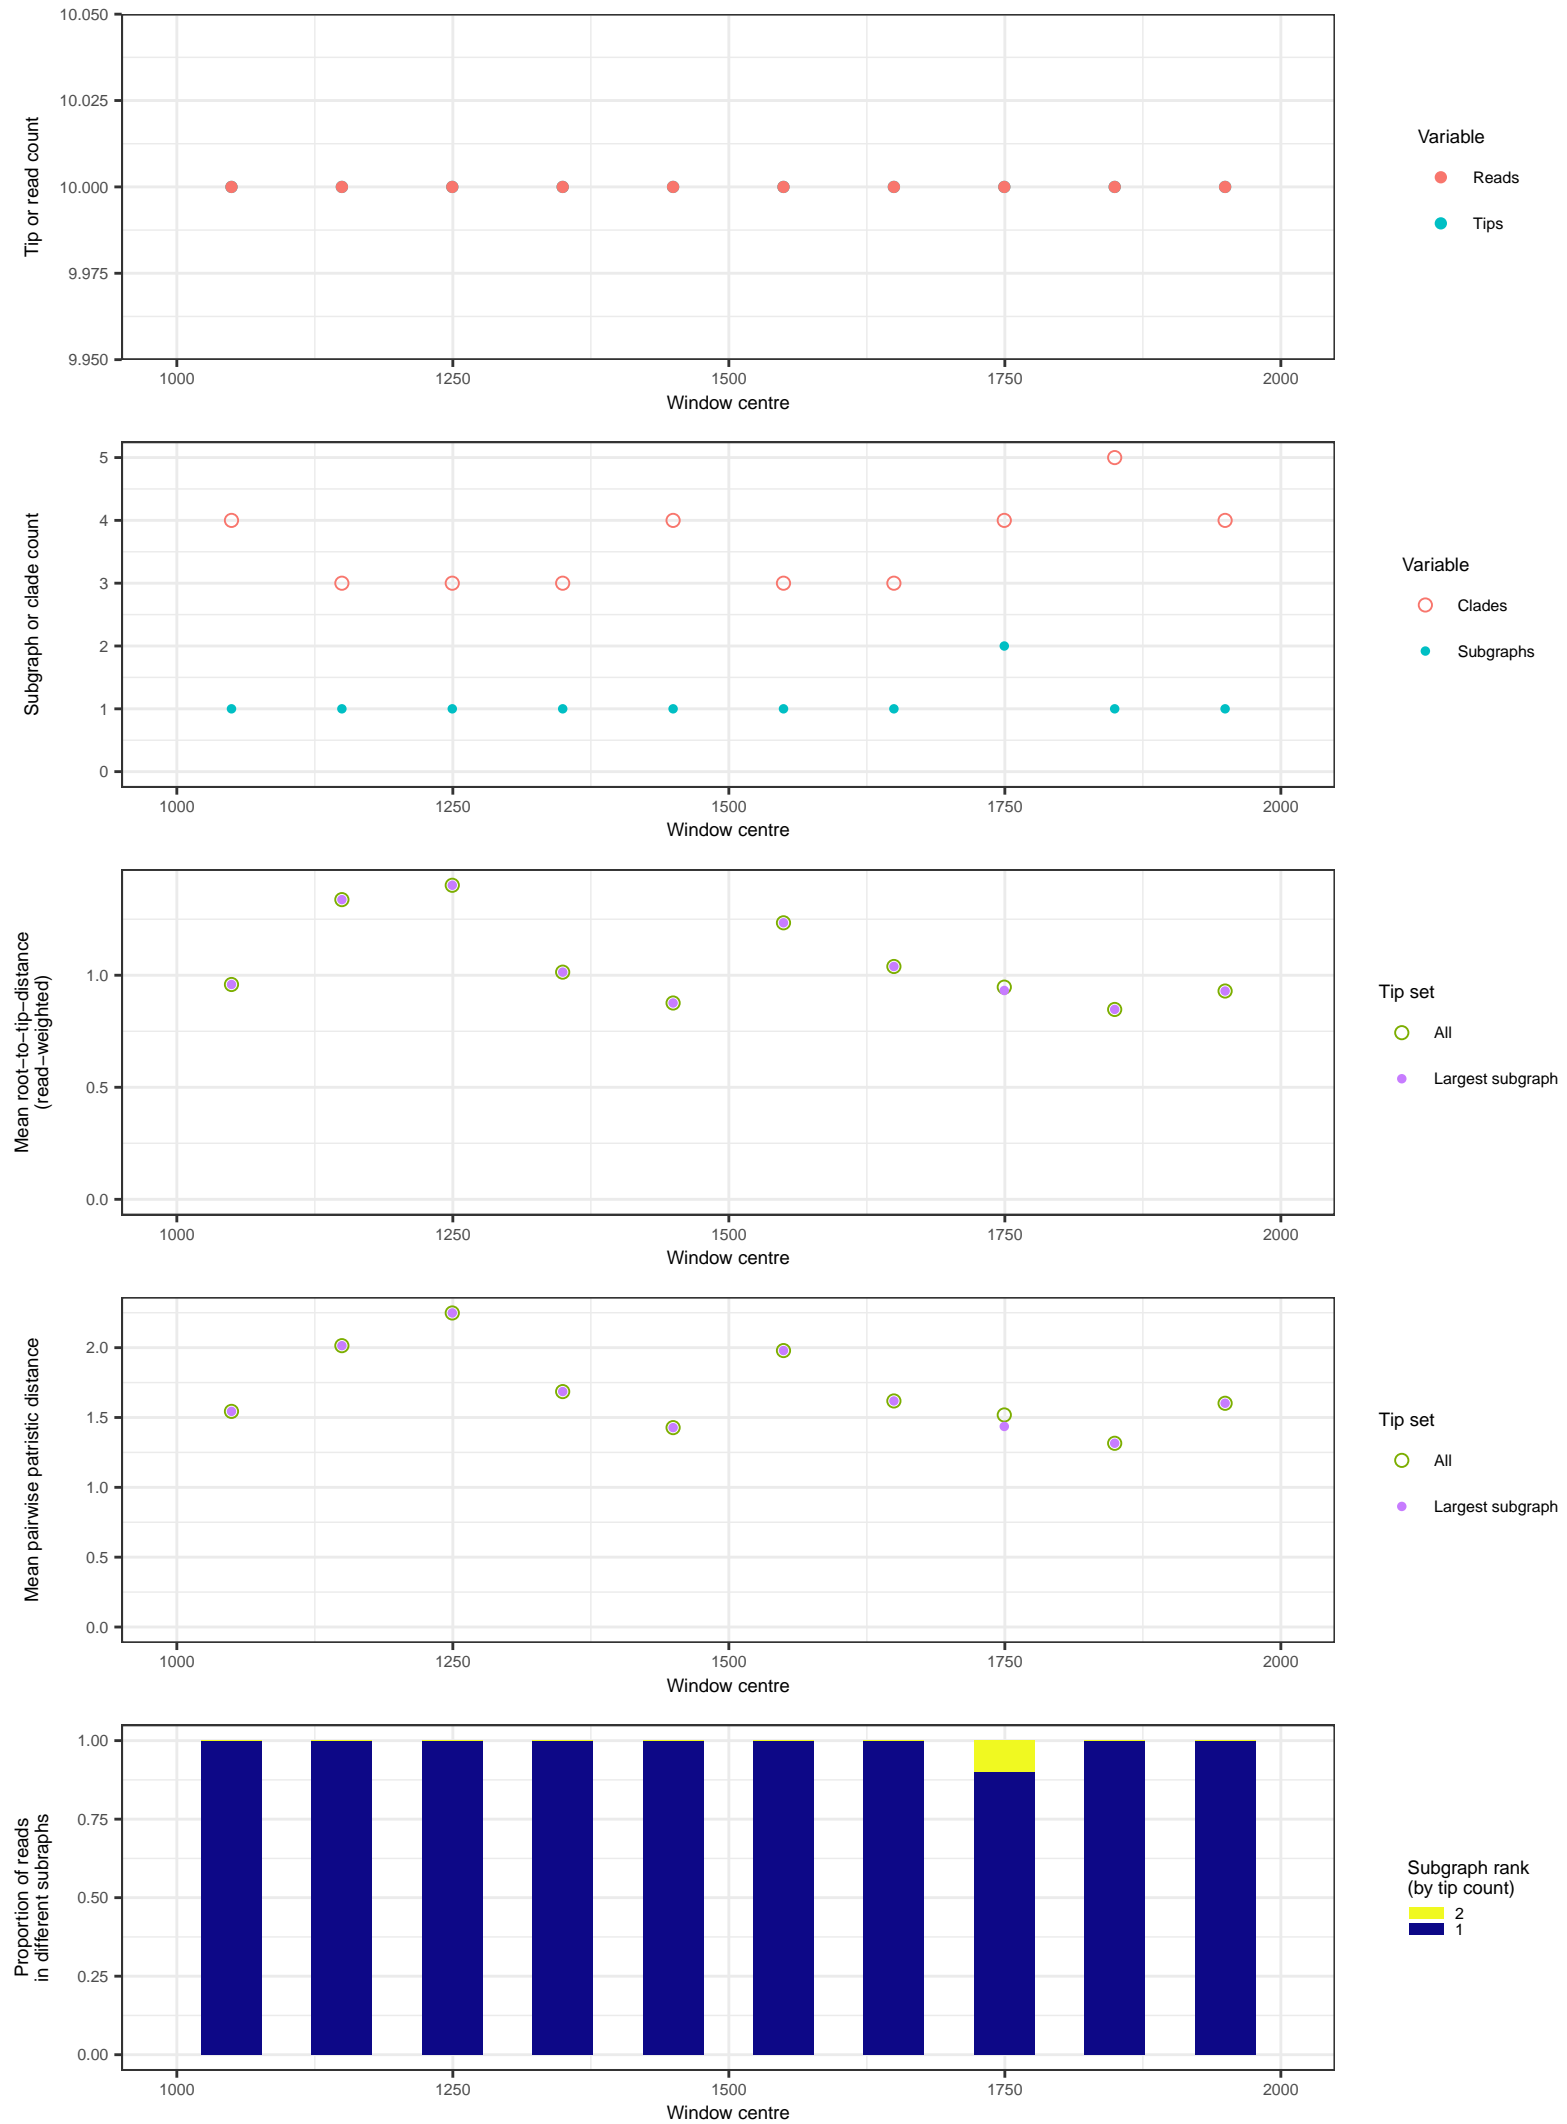 10.050
10.025
10.000
9.975
9.950
Tip or read count
1000 1250 1500 1750 2000
Window centre
Variable
Reads
Tips
5
4
3
2
1
0
Subgraph or clade count
1000 1250 1500 1750 2000
Window centre
Variable
Clades
Subgraphs
1.0
0.5
0.0
Mean root−to−tip−distance
(read−weighted)
1000 1250 1500 1750 2000
Window centre
Tip set
All
Largest subgraph
2.0
1.5
1.0
0.5
0.0
Mean pairwise patristic distance
1000 1250 1500 1750 2000
Window centre
Tip set
All
Largest subgraph
1.00
0.75
0.50
0.25
0.00
Proportion of reads
in different subraphs
1000 1250 1500 1750 2000
Window centre
Subgraph rank
(by tip count)
2
1